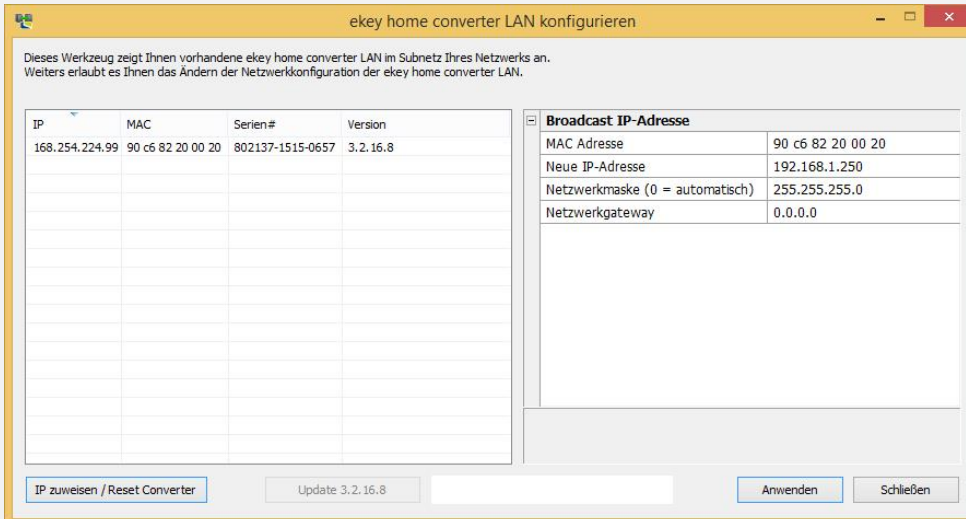 ekey home converter LAN konfigurieren
Dieses Werkzeug zeigt Ihnen vorhandene ekey home converter LAN im Subnetz Ihres Netzwerks an.
Weiters erlaubt es Ihnen das Ändern der Netzwerkkonfiguration der ekey home converter LAN.
IP MAC Serien# Version
168.254.224.99 90 c6 82 20 00 20 802137-1515-0657 3.2.16.8
Broadcast IP-Adresse
MAC Adresse 90 c6 82 20 00 20
Neue IP-Adresse 192.168.1.250
Netzwerkmaske (0 = automatisch) 255.255.255.0
Netzwerkgateway 0.0.0.0
IP zuweisen / Reset Converter Update 3.2.16.8 Anwenden Schließen